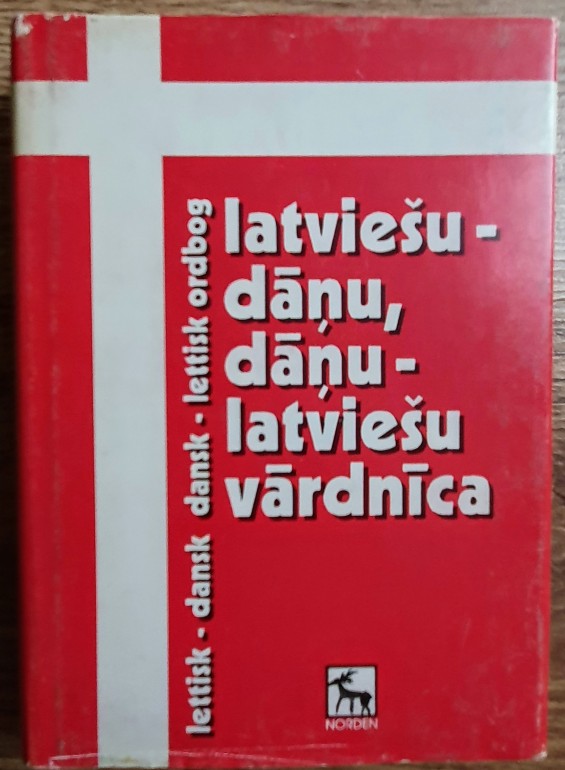 latviešu -
dāņu,
dāņu -
latviešu
vārdnīca
lettisk - dansk dansk - lettisk ordbog
NORDEN